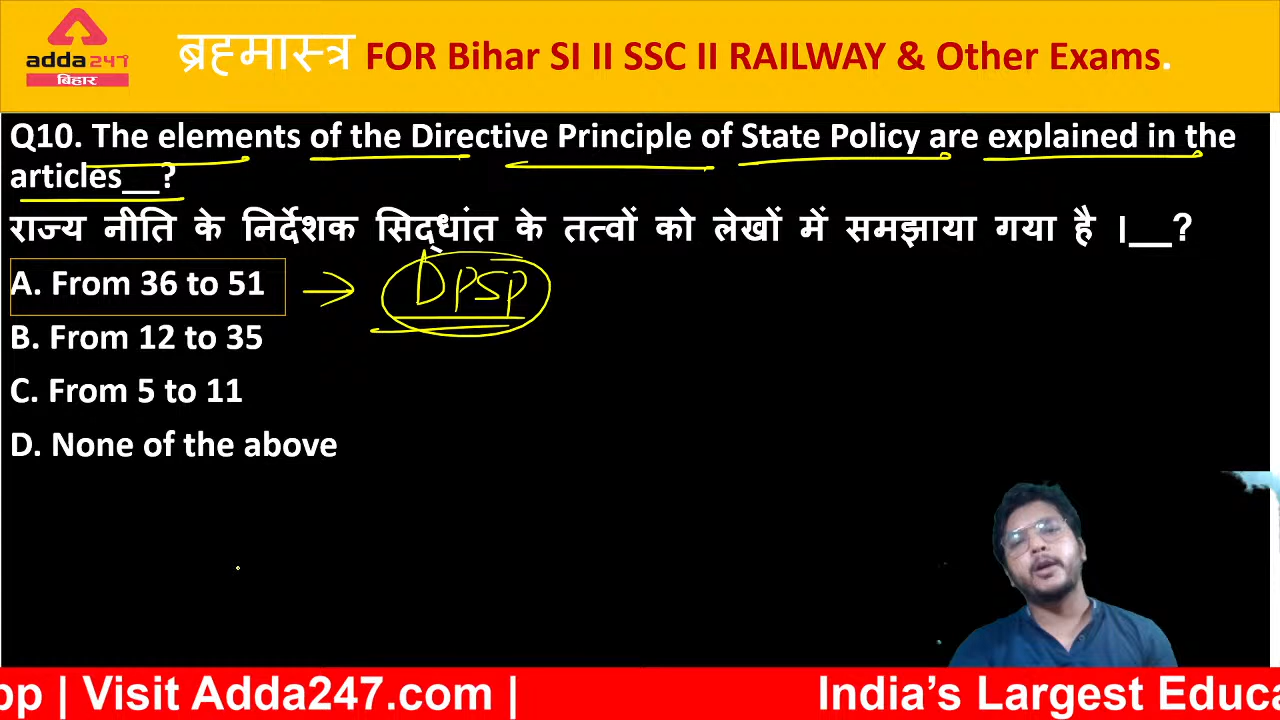 adda247
बिहार
ब्रह्मास्त्र FOR Bihar SI II SSC II RAILWAY & Other Exams.
Q10. The elements of the Directive Principle of State Policy are explained in the
articles__?
राज्य नीति के निर्देशक सिद्धांत के तत्वों को लेखों में समझाया गया है ।__?
A. From 36 to 51
DPSP
B. From 12 to 35
C. From 5 to 11
D. None of the above
pp | Visit Adda247.com |
India’s Largest Educa